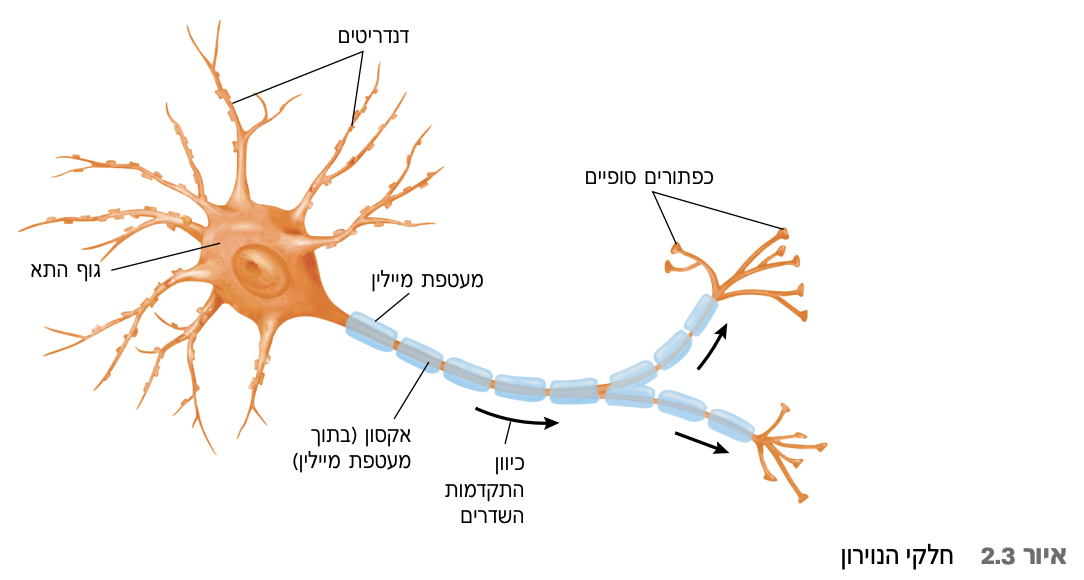 דנדריטים
כפתורים סופיים
גוף התא
מעטפת מיילין
אקסון (בתוך
מעטפת מיילין)
כיוון
התקדמות
השדרים
איור 2.3 חלקי הנוירון